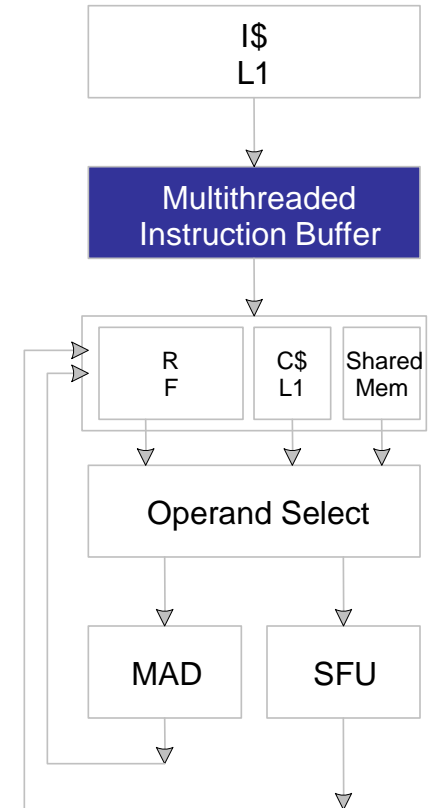 I$
L1
Multithreaded
Instruction Buffer
R
F
C$
L1
Shared
Mem
Operand Select
MAD
SFU